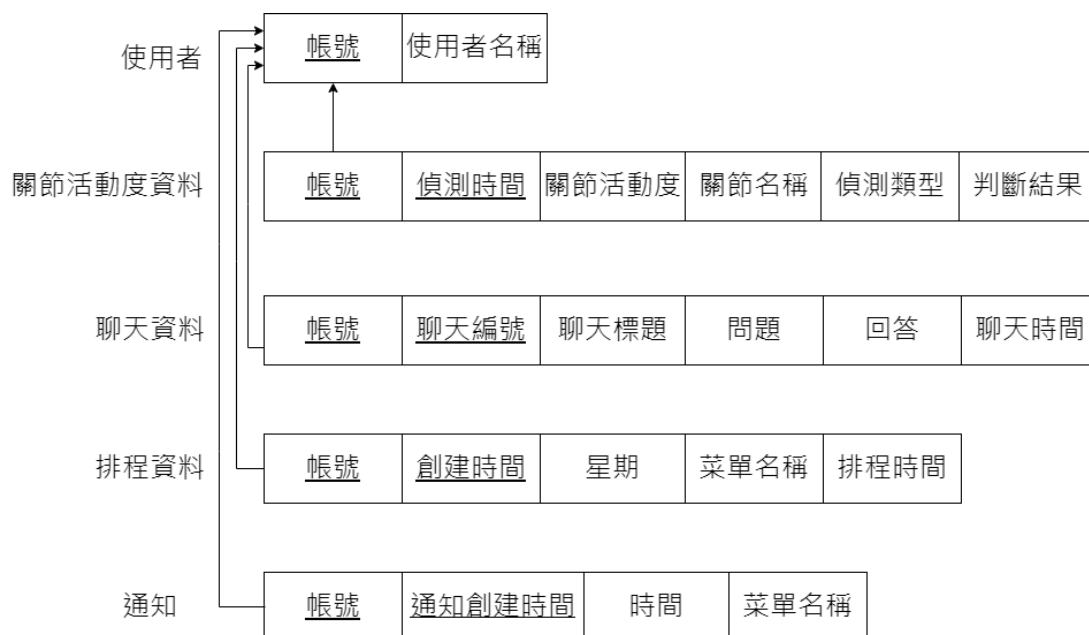 使用者 帳號 使用者名稱
關節活動度資料 帳號 偵測時間 關節活動度 關節名稱 偵測類型 判斷結果
聊天資料 帳號 聊天編號 聊天標題 問題 回答 聊天時間
排程資料 帳號 創建時間 星期 菜單名稱 排程時間
通知 帳號 通知創建時間 時間 菜單名稱